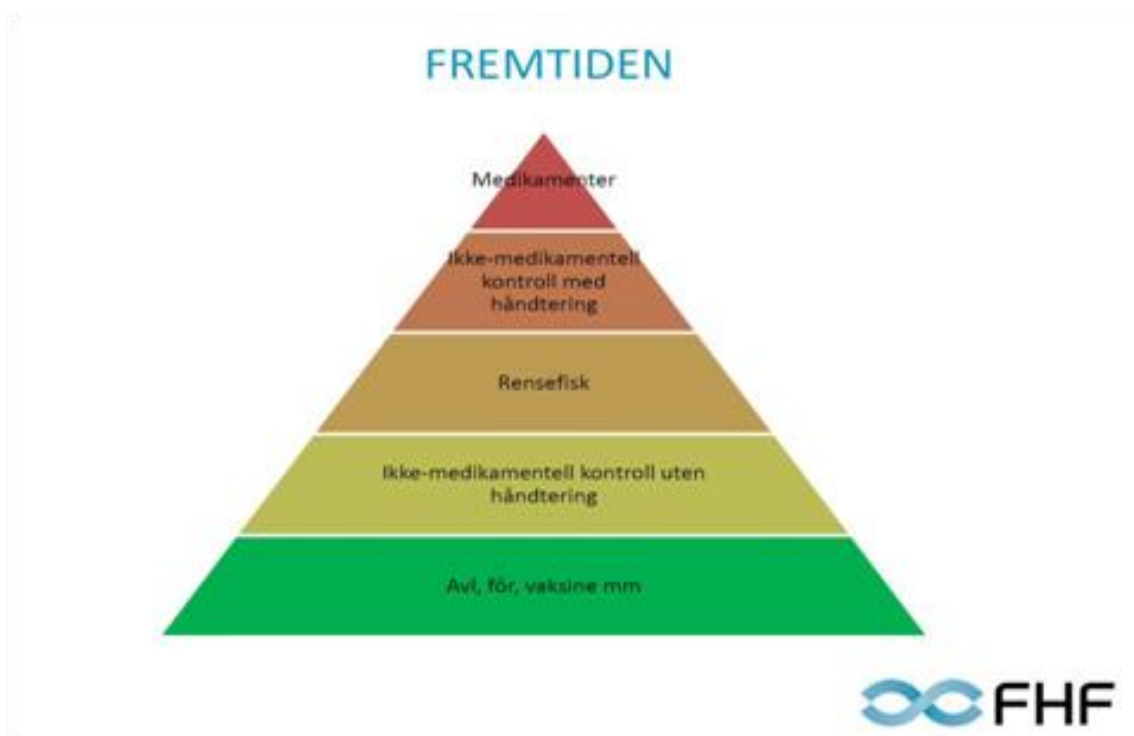 FREMTIDEN
Medikamenter
Ikke-medikamentell
kontroll med
håndtering
Rensefisk
Ikke-medikamentell kontroll uten
håndtering
Avl, fôr, vaksine mm
FHF